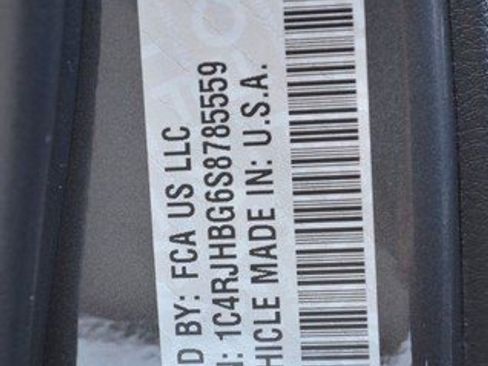 D BY: FCA US LLC
N: 1C4RJHBG6S8785559
HICLE MADE IN: U.S.A.